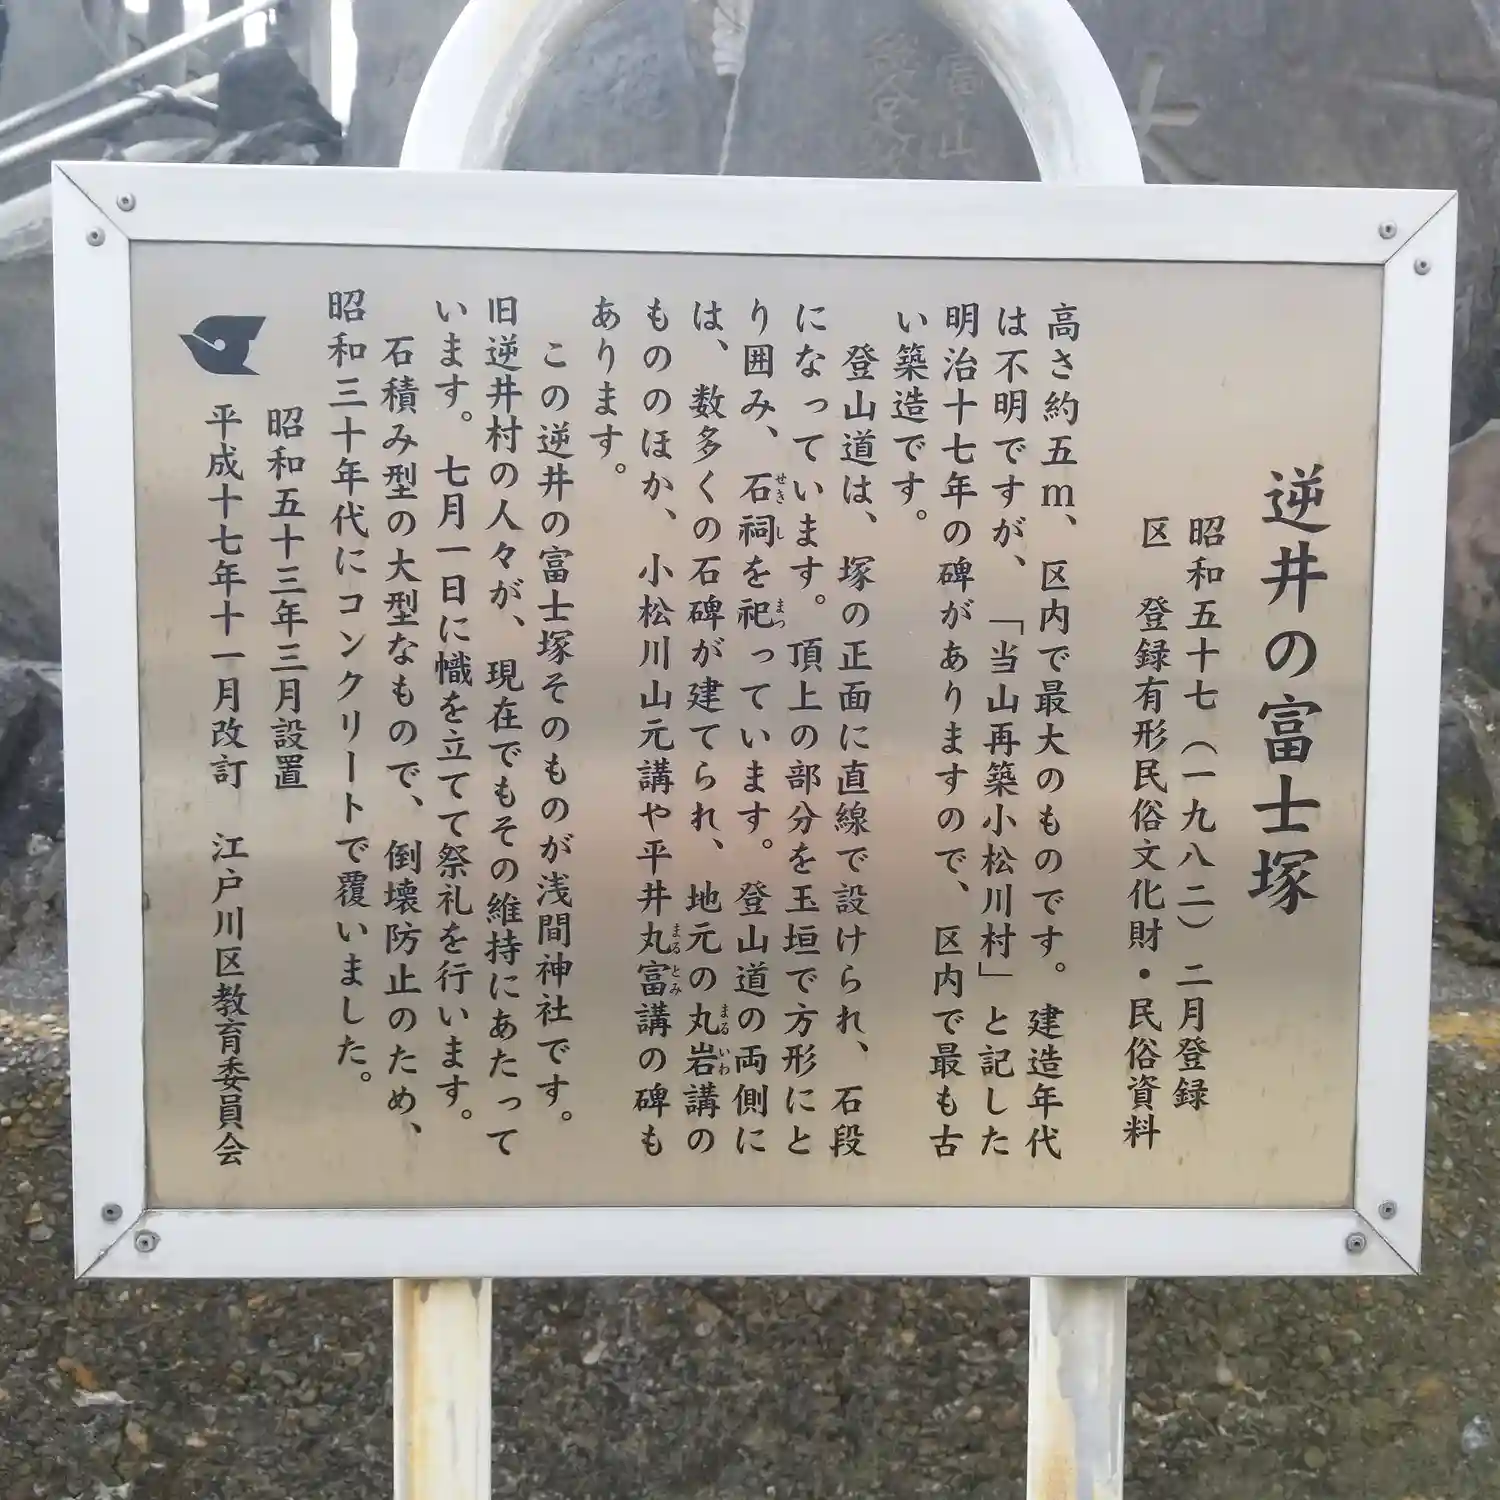 逆井の富士塚
昭和五十七（一九八二）二月登録
区　登録有形民俗文化財・民俗資料
高さ約五ｍ、区内で最大のものです。建造年代
は不明ですが、「当山再築小松川村」と記した
明治十七年の碑がありますので、区内で最も古
い築造です。
登山道は、塚の正面に直線で設けられ、石段
になっています。頂上の部分を玉垣で方形にと
り囲み、石祠を祀っています。登山道の両側に
は、数多くの石碑が建てられ、地元の丸岩講の
もののほか、小松川山元講や平井丸富講の碑も
あります。
この逆井の富士塚そのものが浅間神社です。
旧逆井村の人々が、現在でもその維持にあたって
います。七月一日に幟を立てて祭礼を行います。
石積み型の大型なもので、倒壊防止のため、
昭和三十年代にコンクリートで覆いました。
昭和五十三年三月設置
平成十七年十一月改訂　江戸川区教育委員会